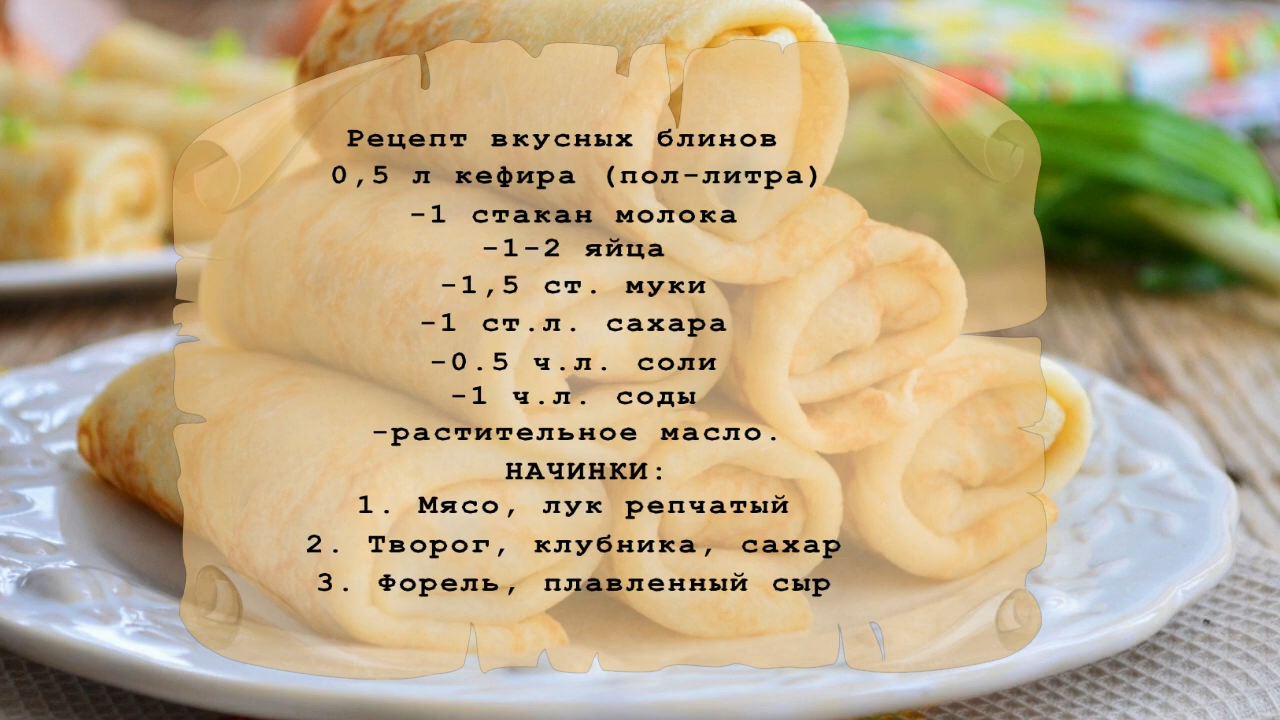 Рецепт вкусных блинов
0,5 л кефира (пол-литра)
-1 стакан молока
-1-2 яйца
-1,5 ст. муки
-1 ст.л. сахара
-0.5 ч.л. соли
-1 ч.л. соды
-растительное масло.
НАЧИНКИ:
1. Мясо, лук репчатый
2. Творог, клубника, сахар
3. Форель, плавленный сыр